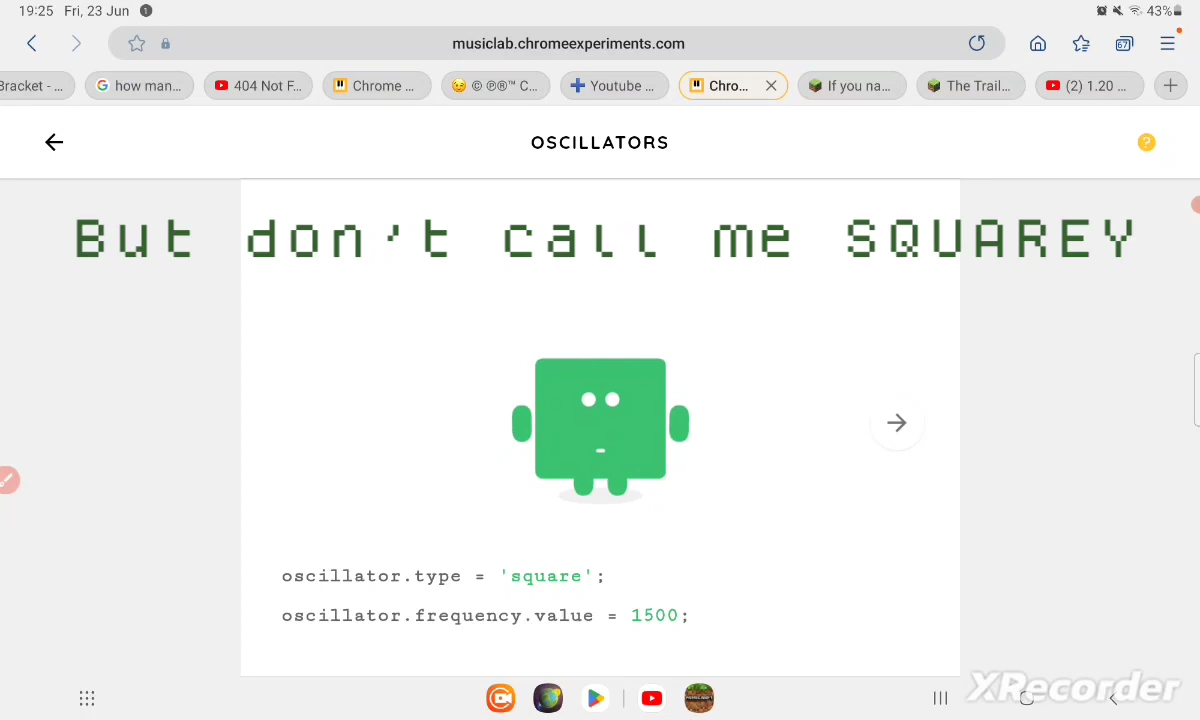 19:25 Fri, 23 Jun 43%
musiclab.chromeexperiments.com 67
Bracket - ... how man... 404 Not F... Chrome ... © ℗®™ C... Youtube ... Chro... If you na... The Trail... (2) 1.20 ...
OSCILLATORS ?
But don't call me SQUAREY
oscillator.type = 'square';
oscillator.frequency.value = 1500;
XRecorder